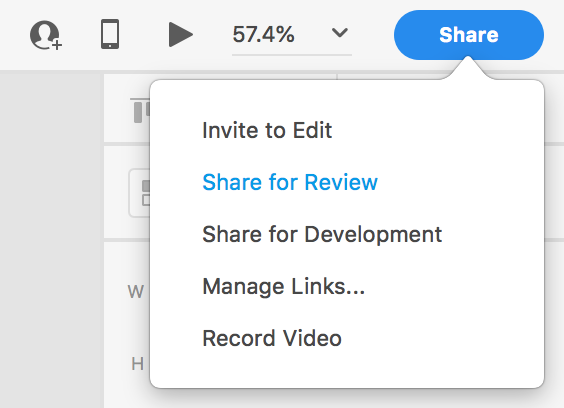 57.4%
Share
Invite to Edit
Share for Review
Share for Development
Manage Links...
Record Video
W
H